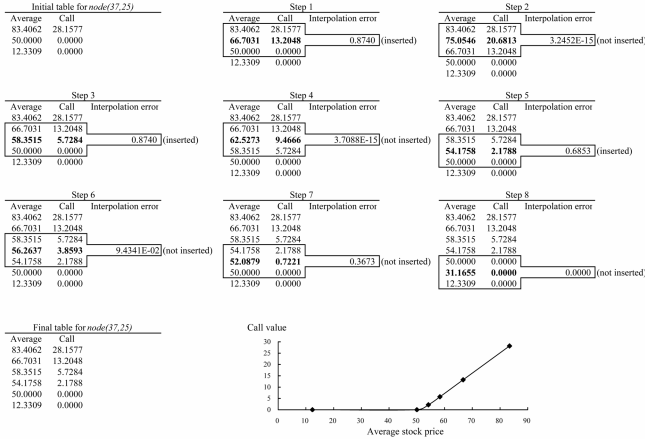 Initial table for node(37,25)
Average Call
83.4062 28.1577
50.0000 0.0000
12.3309 0.0000
Step 1
Average Call Interpolation error
83.4062 28.1577
66.7031 13.2048 0.8740 (inserted)
50.0000 0.0000
12.3309 0.0000
Step 2
Average Call Interpolation error
83.4062 28.1577
75.0546 20.6813 3.2452E-15 (not inserted)
66.7031 13.2048
50.0000 0.0000
12.3309 0.0000
Step 3
Average Call Interpolation error
83.4062 28.1577
66.7031 13.2048
58.3515 5.7284 0.8740 (inserted)
50.0000 0.0000
12.3309 0.0000
Step 4
Average Call Interpolation error
83.4062 28.1577
66.7031 13.2048
62.5273 9.4666 3.7088E-15 (not inserted)
58.3515 5.7284
50.0000 0.0000
12.3309 0.0000
Step 5
Average Call Interpolation error
83.4062 28.1577
66.7031 13.2048
58.3515 5.7284
54.1758 2.1788 0.6853 (inserted)
50.0000 0.0000
12.3309 0.0000
Step 6
Average Call Interpolation error
83.4062 28.1577
66.7031 13.2048
58.3515 5.7284
56.2637 3.8593 9.4341E-02 (not inserted)
54.1758 2.1788
50.0000 0.0000
12.3309 0.0000
Step 7
Average Call Interpolation error
83.4062 28.1577
66.7031 13.2048
58.3515 5.7284
54.1758 2.1788
52.0879 0.7221 0.3673 (not inserted)
50.0000 0.0000
12.3309 0.0000
Step 8
Average Call Interpolation error
83.4062 28.1577
66.7031 13.2048
58.3515 5.7284
54.1758 2.1788
50.0000 0.0000
31.1655 0.0000 0.0000 (not inserted)
12.3309 0.0000
Final table for node(37,25)
Average Call
83.4062 28.1577
66.7031 13.2048
58.3515 5.7284
54.1758 2.1788
50.0000 0.0000
12.3309 0.0000
Call value
30
25
20
15
10
5
0
0 10 20 30 40 50 60 70 80 90
Average stock price